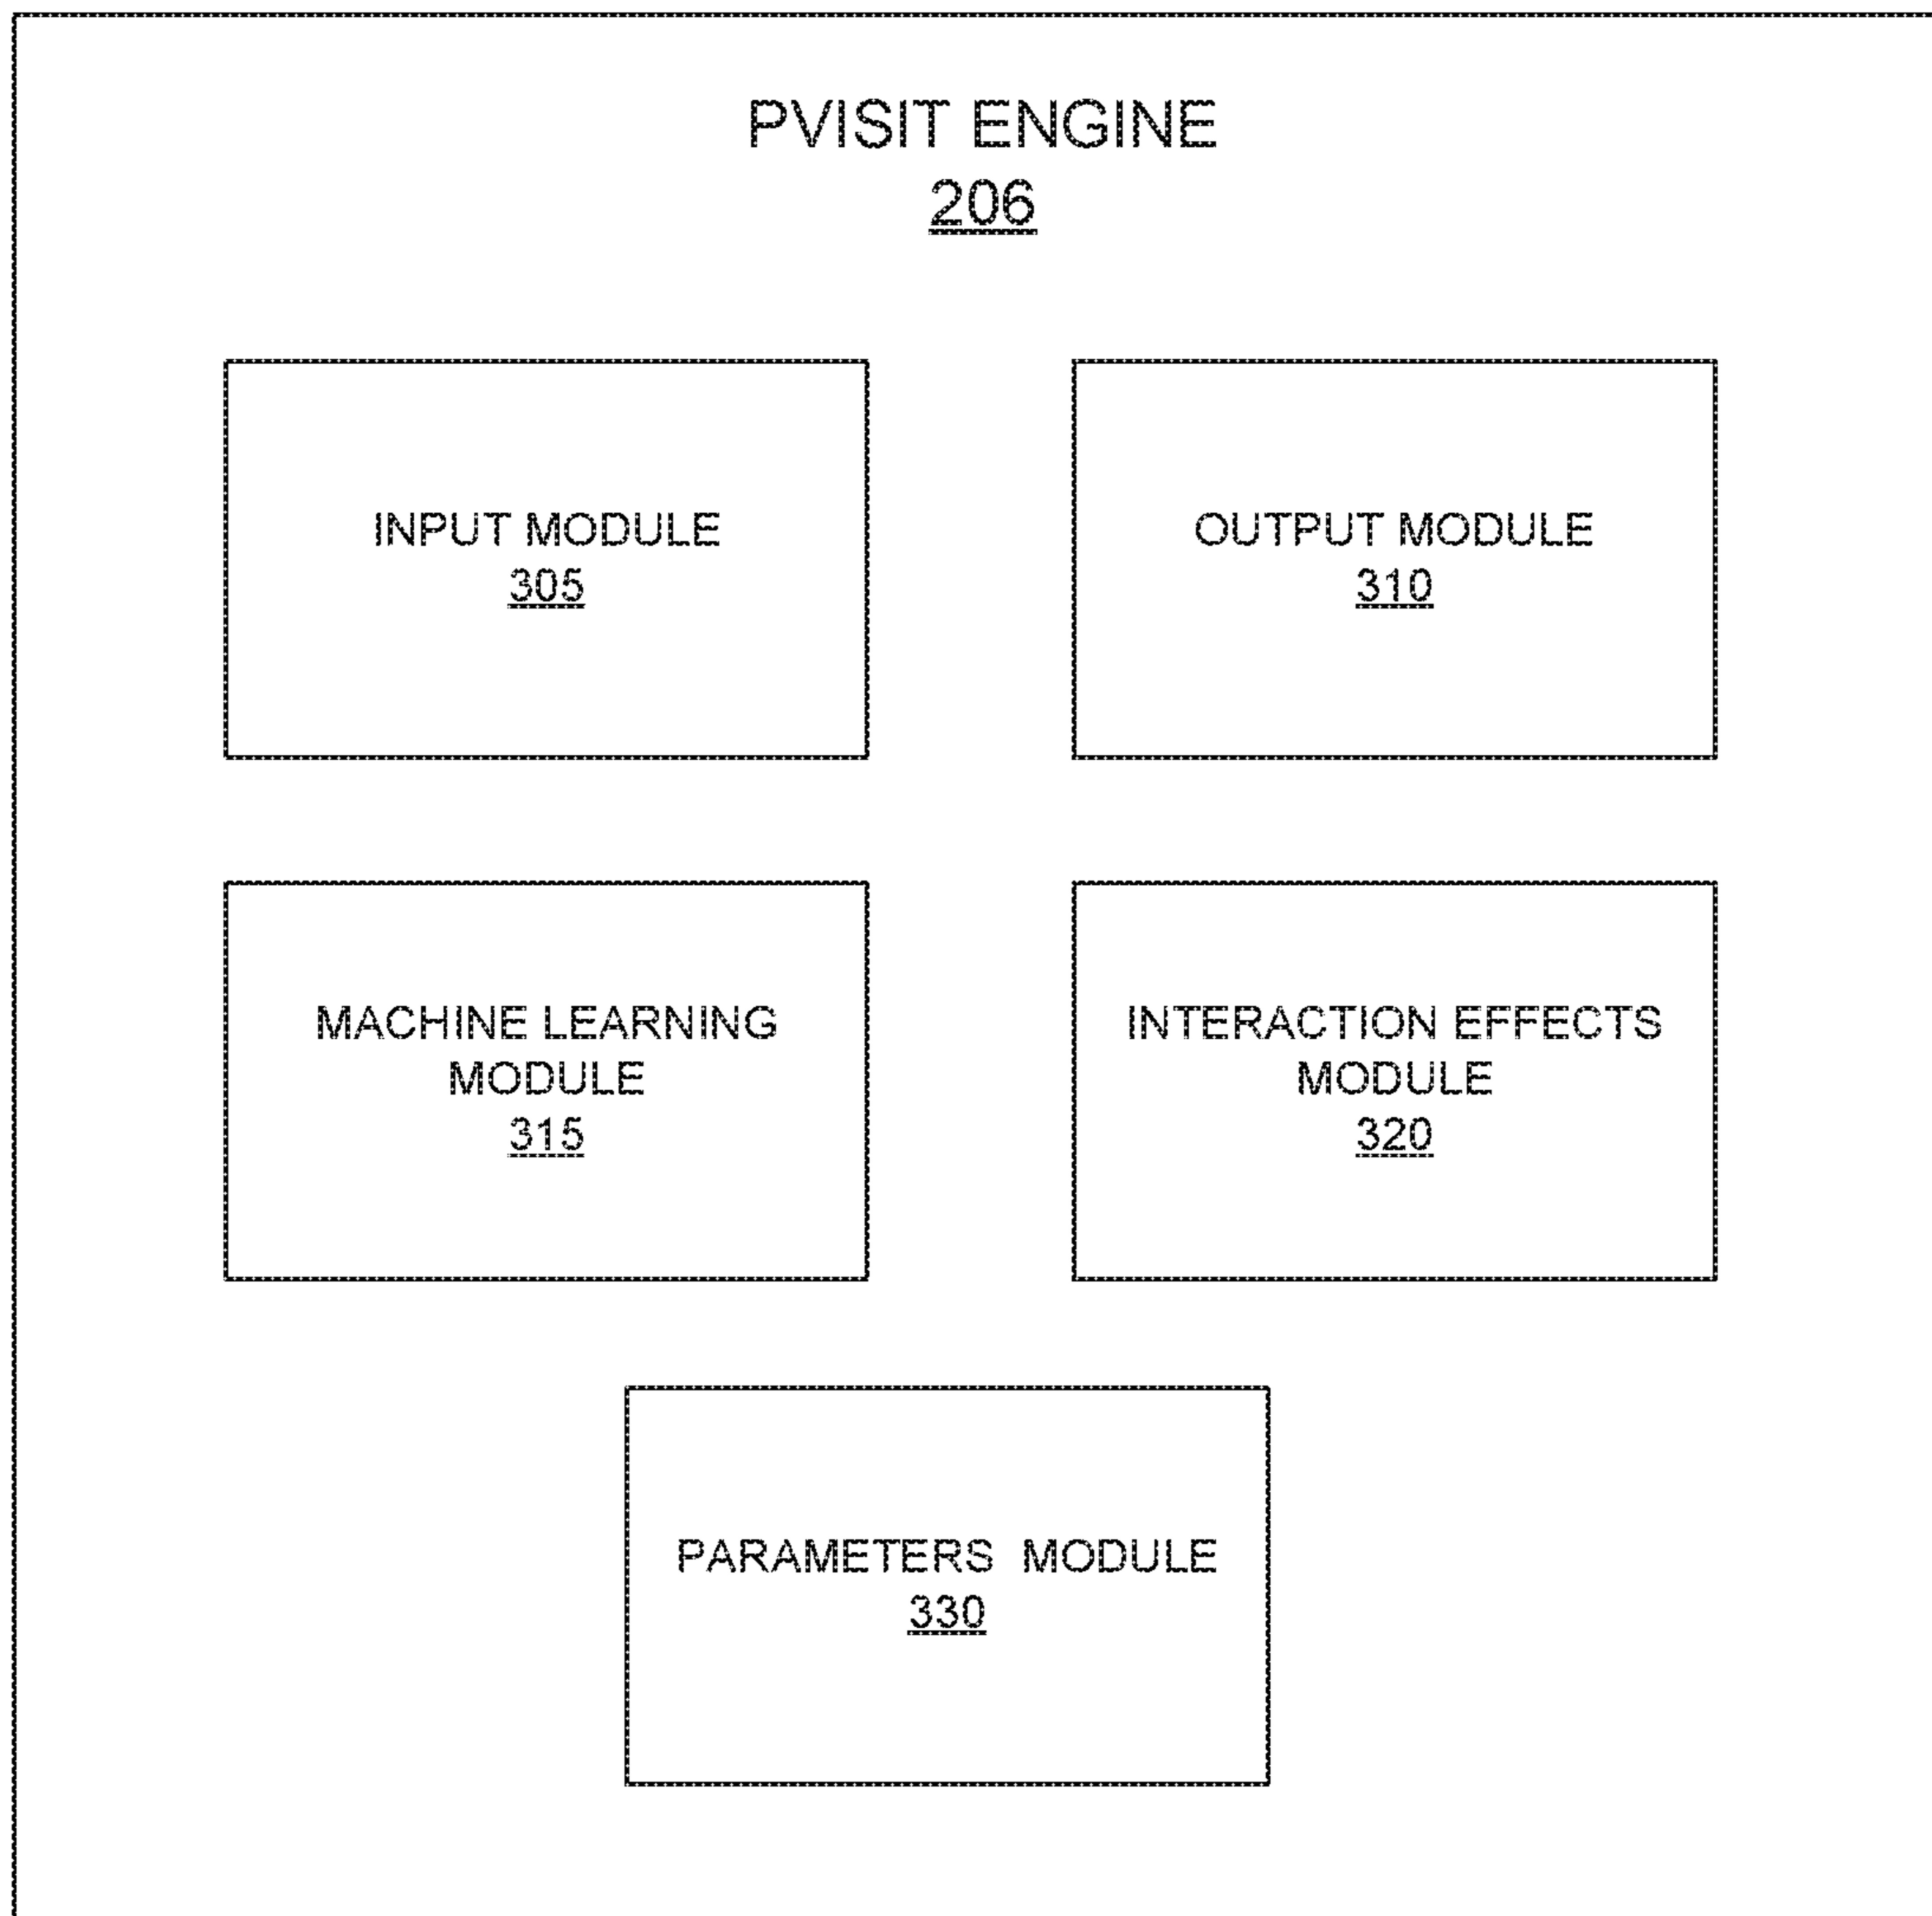 PVISIT ENGINE
206
INPUT MODULE
305
OUTPUT MODULE
310
MACHINE LEARNING
MODULE
315
INTERACTION EFFECTS
MODULE
320
PARAMETERS MODULE
330